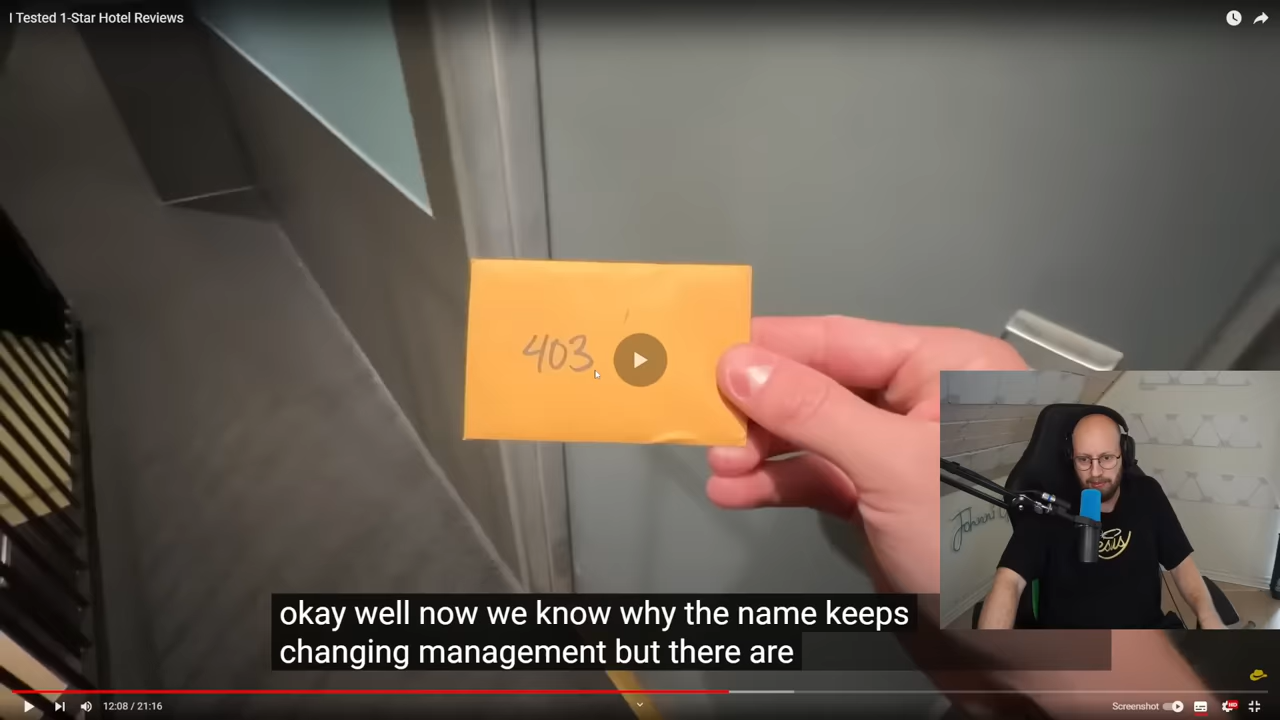 I Tested 1-Star Hotel Reviews
403
okay well now we know why the name keeps
changing management but there are
12:08 / 21:16
Screenshot
HD